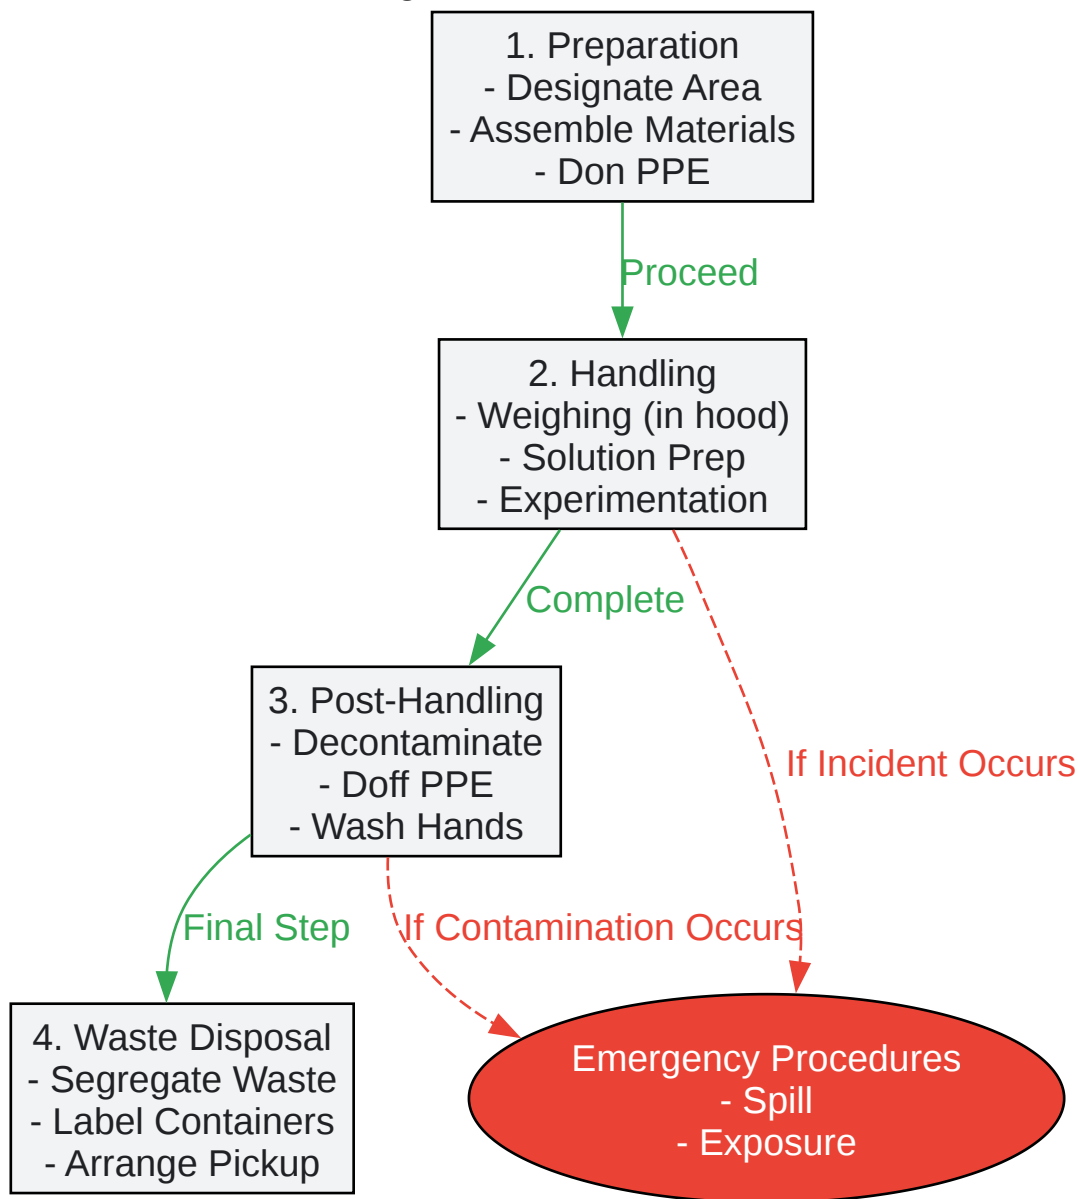 1. Preparation
- Designate Area
- Assemble Materials
- Don PPE
Proceed
2. Handling
- Weighing (in hood)
- Solution Prep
- Experimentation
Complete
If Incident Occurs
3. Post-Handling
- Decontaminate
- Doff PPE
- Wash Hands
Final Step
If Contamination Occurs
4. Waste Disposal
- Segregate Waste
- Label Containers
- Arrange Pickup
Emergency Procedures
- Spill
- Exposure